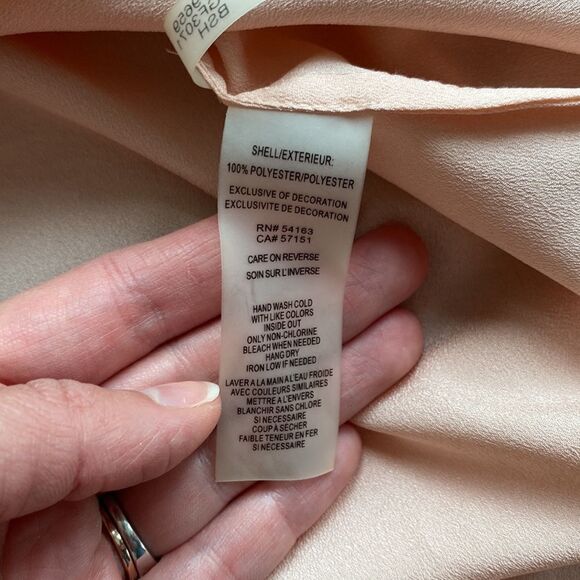 BSH
SHELL/EXTERIEUR:
100% POLYESTER/POLYESTER
EXCLUSIVE OF DECORATION
EXCLUSIVITE DE DECORATION
RN# 54163
CA# 57151
CARE ON REVERSE
SOIN SUR L'INVERSE
HAND WASH COLD
WITH LIKE COLORS
INSIDE OUT
ONLY NON-CHLORINE
BLEACH WHEN NEEDED
HANG DRY
IRON LOW IF NEEDED
LAVER A LA MAIN A L'EAU FROIDE
AVEC COULEURS SIMILAIRES
METTRE A L'ENVERS
BLANCHIR SANS CHLORE
SI NECESSAIRE
COUP A SÉCHER
FAIBLE TENEUR EN FER
SI NECESSAIRE